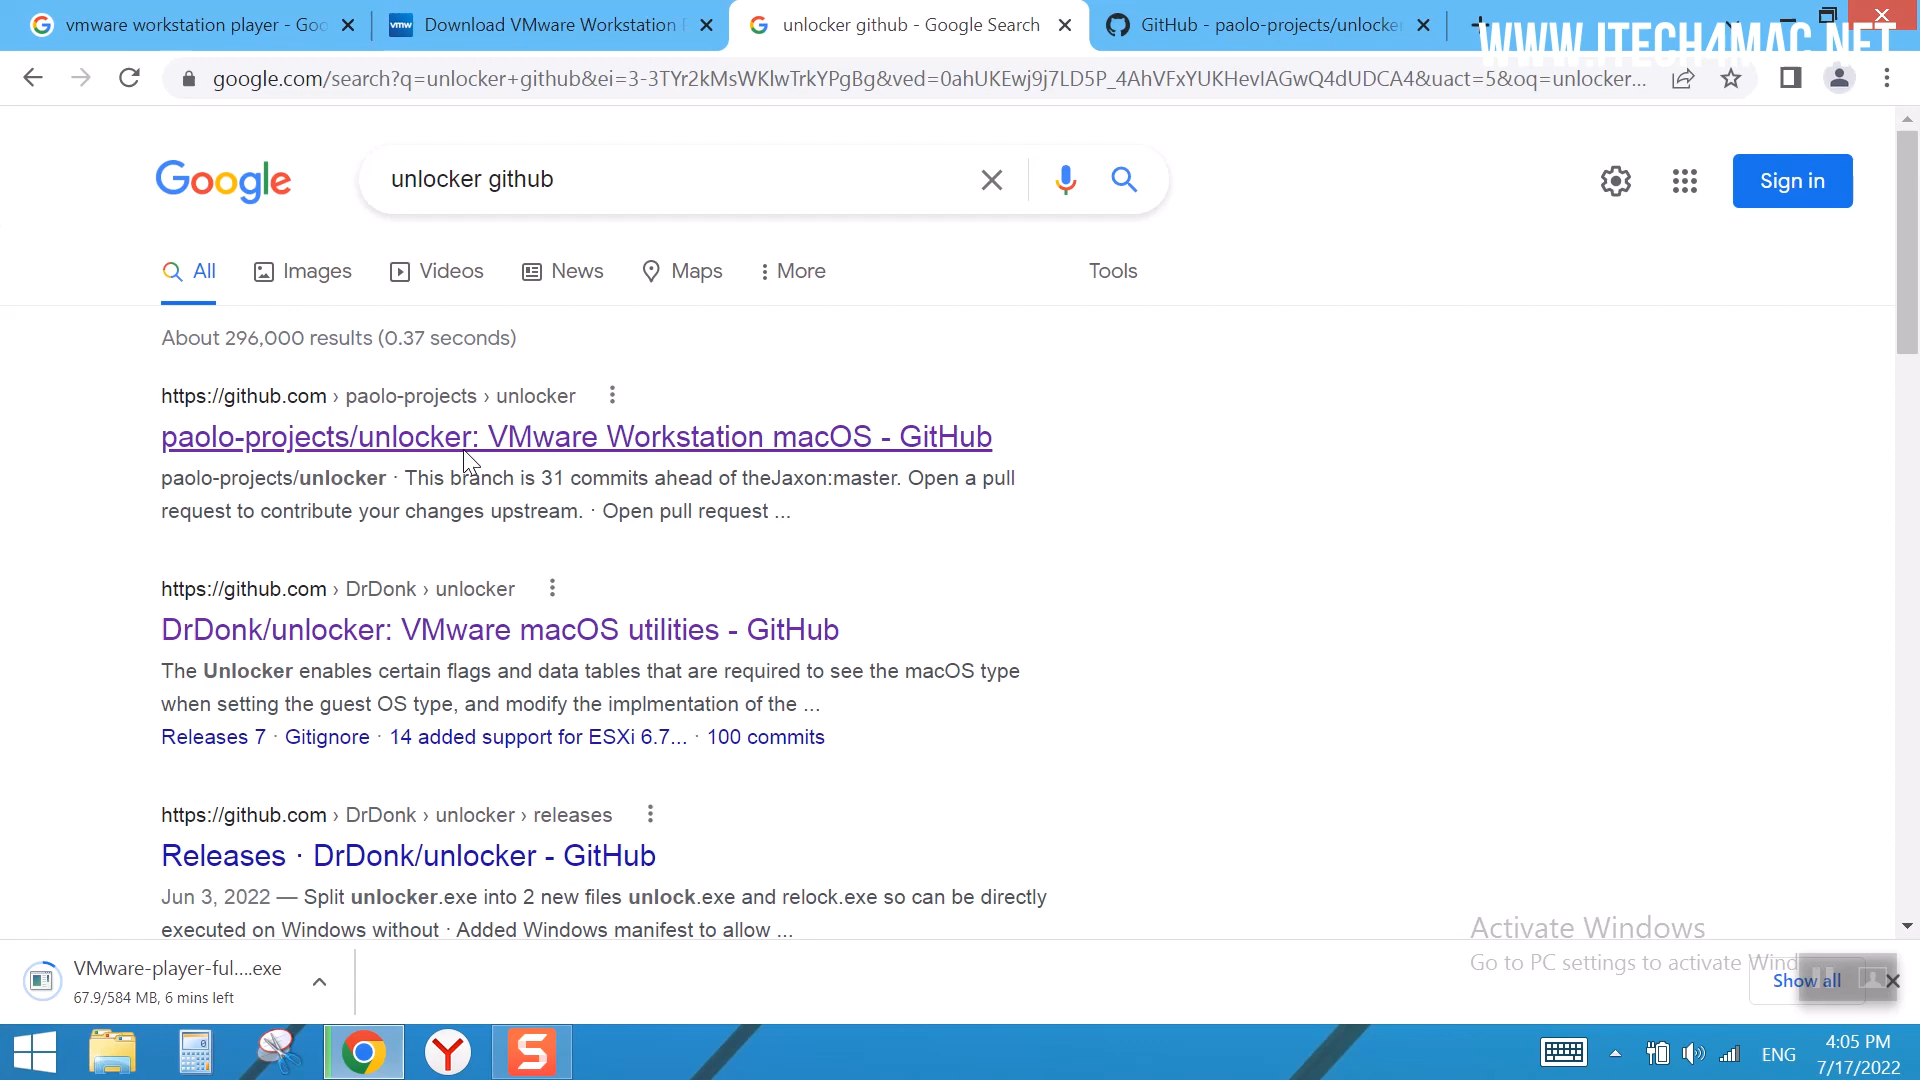 vmware workstation player - Goo
Download VMware Workstation P
unlocker github - Google Search
GitHub - paolo-projects/unlocker
WWW.ITECH4MAC.NET
google.com/search?q=unlocker+github&ei=3-3TYr2kMsWKlwTrkYPgBg&ved=0ahUKEwj9j7LD5P_4AhVFxYUKHevIAGwQ4dUDCA4&uact=5&oq=unlocker...
Google
unlocker github
Sign in
All
Images
Videos
News
Maps
More
Tools
About 296,000 results (0.37 seconds)
https://github.com › paolo-projects › unlocker
paolo-projects/unlocker: VMware Workstation macOS - GitHub
paolo-projects/unlocker · This branch is 31 commits ahead of theJaxon:master. Open a pull
request to contribute your changes upstream. · Open pull request ...
https://github.com › DrDonk › unlocker
DrDonk/unlocker: VMware macOS utilities - GitHub
The Unlocker enables certain flags and data tables that are required to see the macOS type
when setting the guest OS type, and modify the implmentation of the ...
Releases 7 · Gitignore · 14 added support for ESXi 6.7... · 100 commits
https://github.com › DrDonk › unlocker › releases
Releases · DrDonk/unlocker - GitHub
Jun 3, 2022 — Split unlocker.exe into 2 new files unlock.exe and relock.exe so can be directly
executed on Windows without · Added Windows manifest to allow ...
Activate Windows
Go to PC settings to activate Wind
VMware-player-ful....exe
67.9/584 MB, 6 mins left
Show all
vmw
Y
S
ENG
4:05 PM
7/17/2022